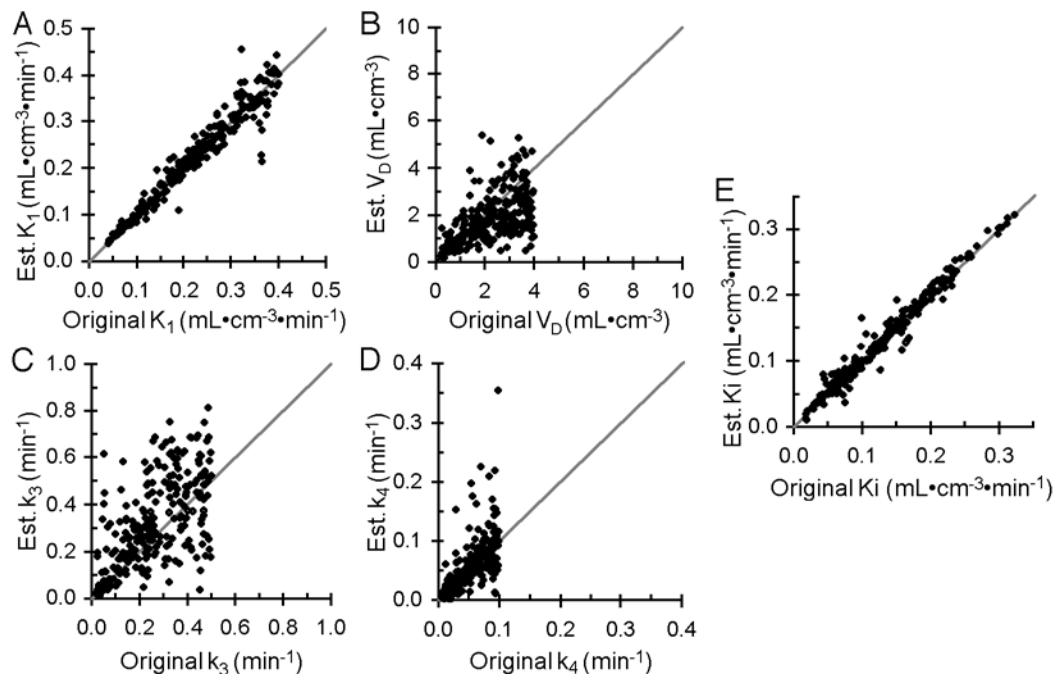 A
0.5
0.4
0.3
0.2
0.1
0.0
Est. K₁ (mL•cm⁻³•min⁻¹)
0.0 0.1 0.2 0.3 0.4 0.5
Original K₁ (mL•cm⁻³•min⁻¹)
B
10
8
6
4
2
0
Est. V_D (mL•cm⁻³)
0 2 4 6 8 10
Original V_D (mL•cm⁻³)
C
1.0
0.8
0.6
0.4
0.2
0.0
Est. k₃ (min⁻¹)
0.0 0.2 0.4 0.6 0.8 1.0
Original k₃ (min⁻¹)
D
0.4
0.3
0.2
0.1
0.0
Est. k₄ (min⁻¹)
0.0 0.1 0.2 0.3 0.4
Original k₄ (min⁻¹)
E
0.3
0.2
0.1
0.0
Est. Ki (mL•cm⁻³•min⁻¹)
0.0 0.1 0.2 0.3
Original Ki (mL•cm⁻³•min⁻¹)